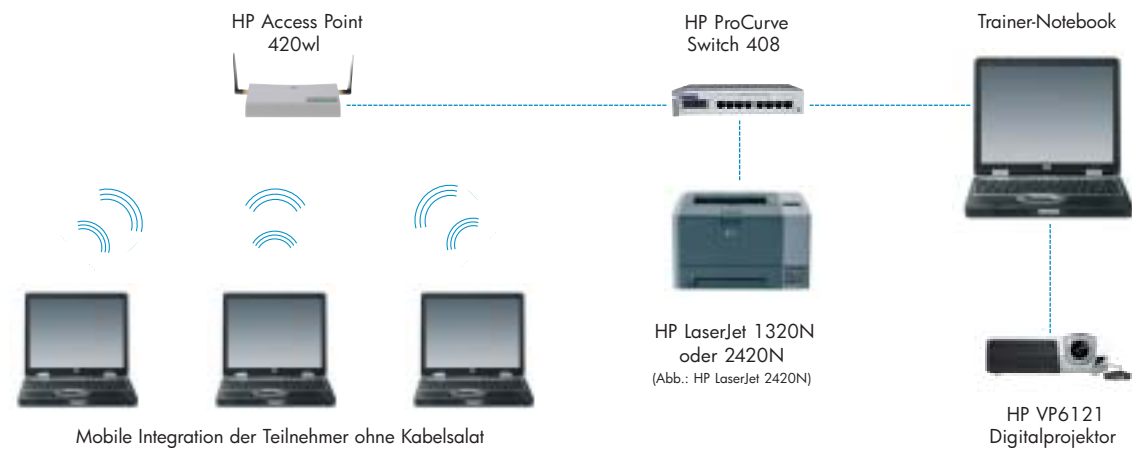 HP Access Point
420wl
HP ProCurve
Switch 408
Trainer-Notebook
HP LaserJet 1320N
oder 2420N
(Abb.: HP LaserJet 2420N)
Mobile Integration der Teilnehmer ohne Kabelsalat
HP VP6121
Digitalprojektor